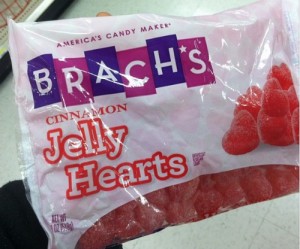 AMERICA'S CANDY MAKER
BRACH'S
CINNAMON
Jelly
Hearts